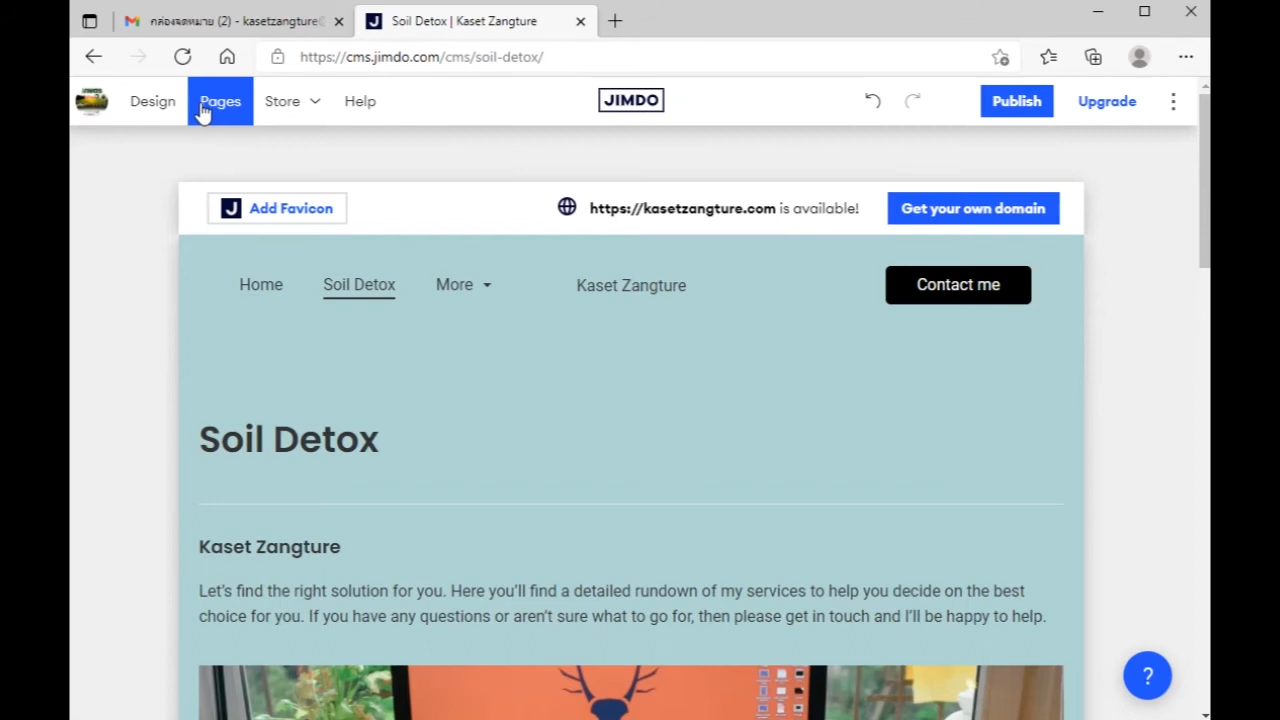 กล่องจดหมาย (2) - kasetzangture@
Soil Detox | Kaset Zangture
https://cms.jimdo.com/cms/soil-detox/
Design Pages Store Help JIMDO Publish Upgrade
J Add Favicon https://kasetzangture.com is available! Get your own domain
Home Soil Detox More Kaset Zangture Contact me
Soil Detox
Kaset Zangture
Let's find the right solution for you. Here you'll find a detailed rundown of my services to help you decide on the best
choice for you. If you have any questions or aren't sure what to go for, then please get in touch and I'll be happy to help.
?